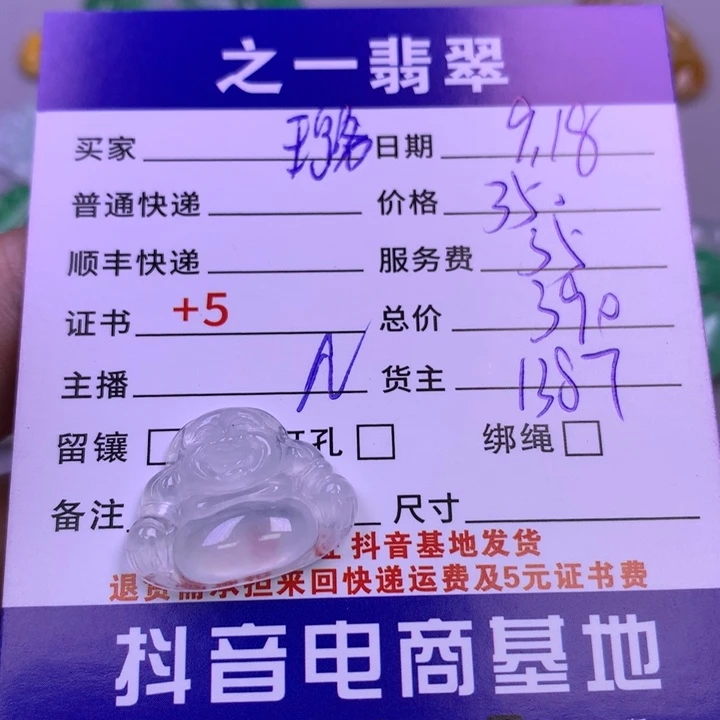 之一翡翠
买家 日期 9.18
普通快递 价格 350
顺丰快递 服务费 35
证书 +5 总价 390
主播 N 货主 1387
留镶 孔 绑绳
备注 尺寸
抖音基地发货
退货需承担来回快递运费及5元证书费
抖音电商基地